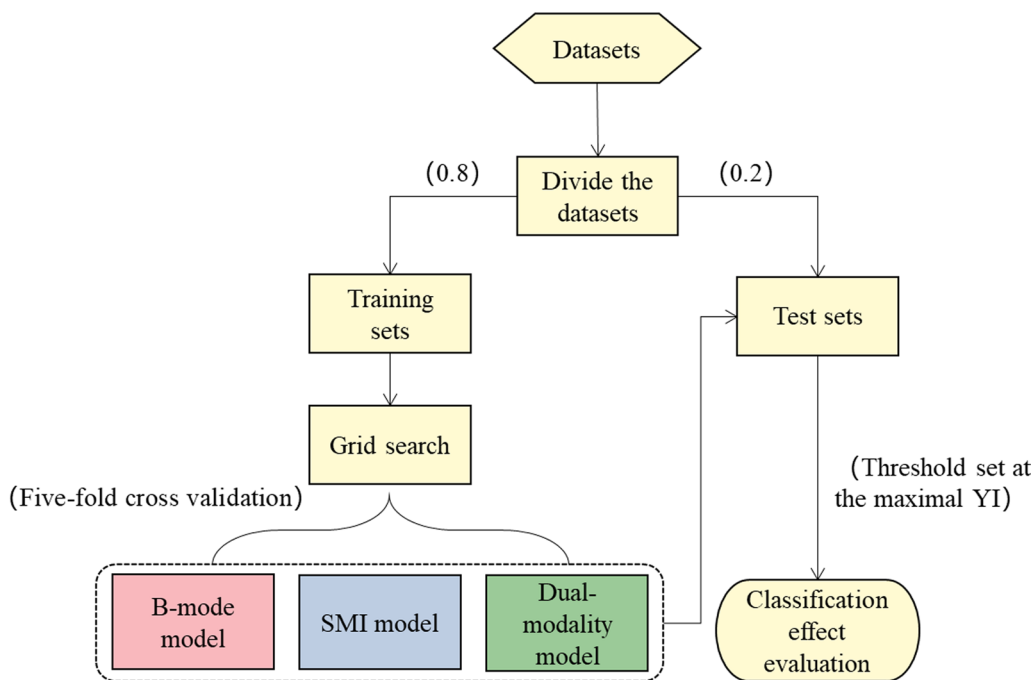 Datasets
(0.8)
Divide the
datasets
(0.2)
Training
sets
Test sets
Grid search
(Five-fold cross validation)
(Threshold set at
the maximal YI)
B-mode
model
SMI model
Dual-
modality
model
Classification
effect
evaluation